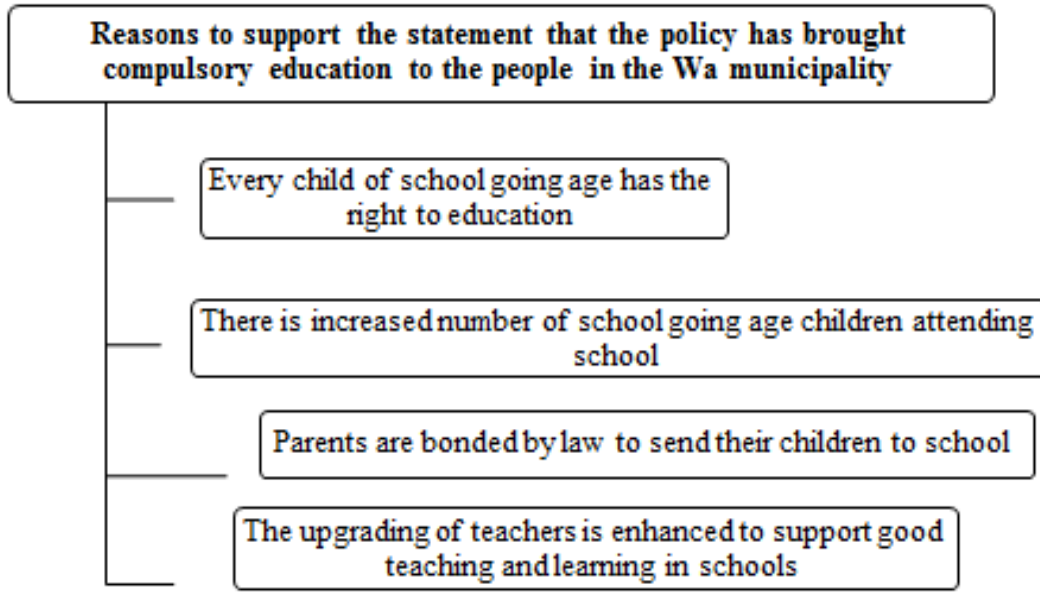 Reasons to support the statement that the policy has brought
compulsory education to the people in the Wa municipality
Every child of school going age has the
right to education
There is increased number of school going age children attending
school
Parents are bonded by law to send their children to school
The upgrading of teachers is enhanced to support good
teaching and learning in schools